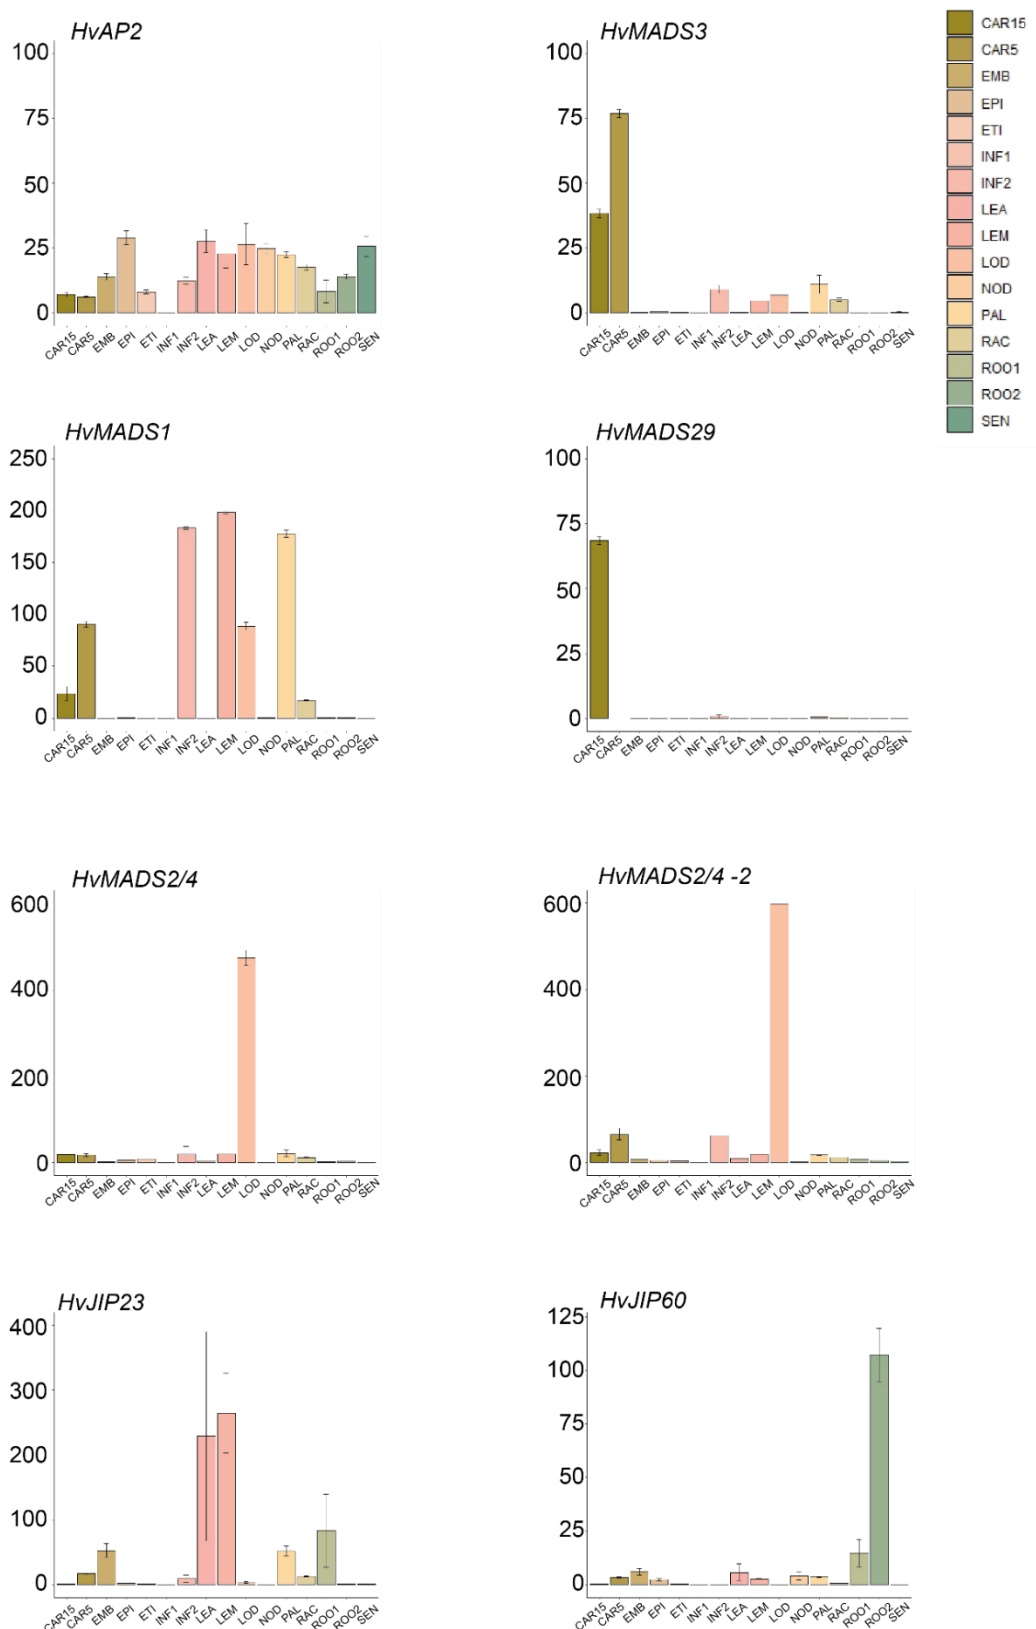 HvAP2
100
75
50
25
0
CAR15 CAR5 EMB EPI ETI INF1 INF2 LEA LEM LOD NOD PAL RAC ROO1 ROO2 SEN
HvMADS3
100
75
50
25
0
CAR15 CAR5 EMB EPI ETI INF1 INF2 LEA LEM LOD NOD PAL RAC ROO1 ROO2 SEN
CAR15
CAR5
EMB
EPI
ETI
INF1
INF2
LEA
LEM
LOD
NOD
PAL
RAC
ROO1
ROO2
SEN
HvMADS1
250
200
150
100
50
0
CAR15 CAR5 EMB EPI ETI INF1 INF2 LEA LEM LOD NOD PAL RAC ROO1 ROO2 SEN
HvMADS29
100
75
50
25
0
CAR15 CAR5 EMB EPI ETI INF1 INF2 LEA LEM LOD NOD PAL RAC ROO1 ROO2 SEN
HvMADS2/4
600
400
200
0
CAR15 CAR5 EMB EPI ETI INF1 INF2 LEA LEM LOD NOD PAL RAC ROO1 ROO2 SEN
HvMADS2/4 -2
600
400
200
0
CAR15 CAR5 EMB EPI ETI INF1 INF2 LEA LEM LOD NOD PAL RAC ROO1 ROO2 SEN
HvJIP23
400
300
200
100
0
CAR15 CAR5 EMB EPI ETI INF1 INF2 LEA LEM LOD NOD PAL RAC ROO1 ROO2 SEN
HvJIP60
125
100
75
50
25
0
CAR15 CAR5 EMB EPI ETI INF1 INF2 LEA LEM LOD NOD PAL RAC ROO1 ROO2 SEN